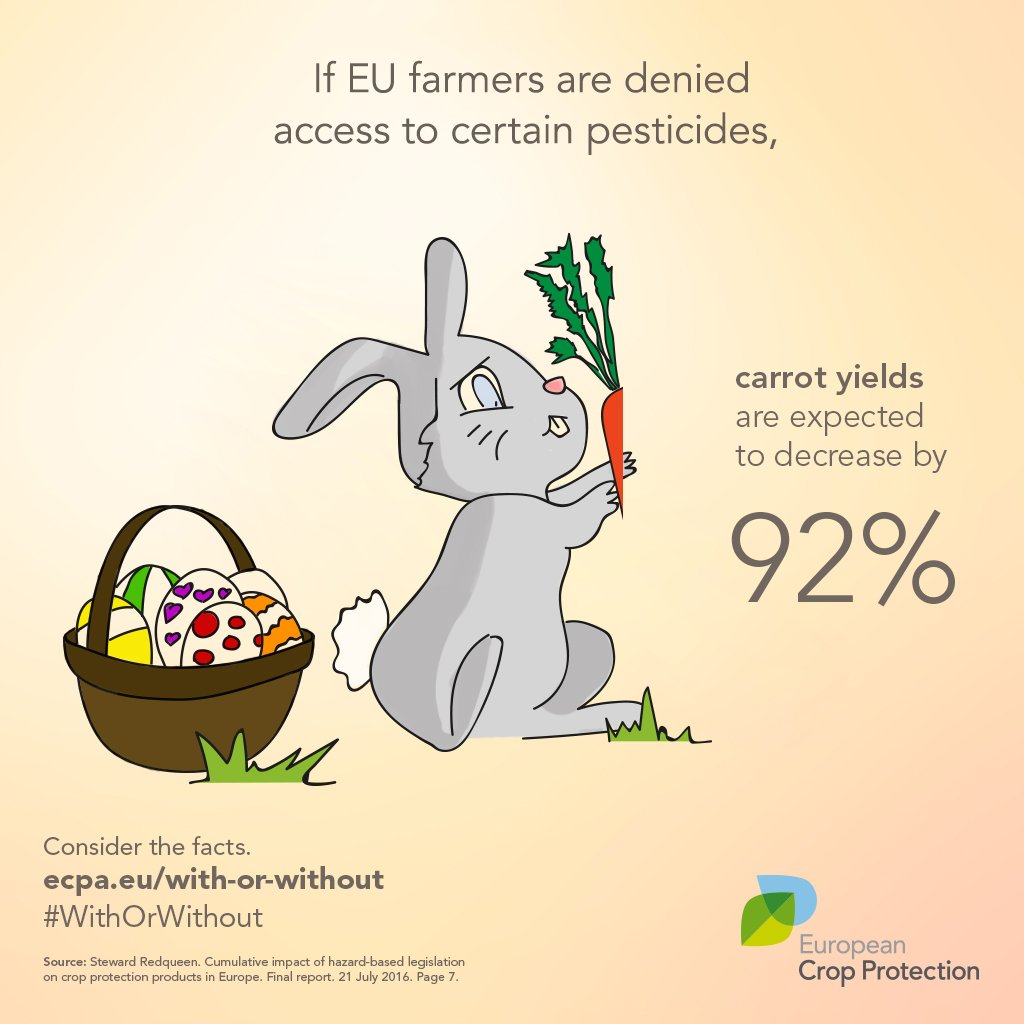 If EU farmers are denied
access to certain pesticides,
carrot yields
are expected
to decrease by
92%
Consider the facts.
ecpa.eu/with-or-without
#WithOrWithout
Source: Steward Redqueen. Cumulative impact of hazard-based legislation
on crop protection products in Europe. Final report. 21 July 2016. Page 7.
European
Crop Protection